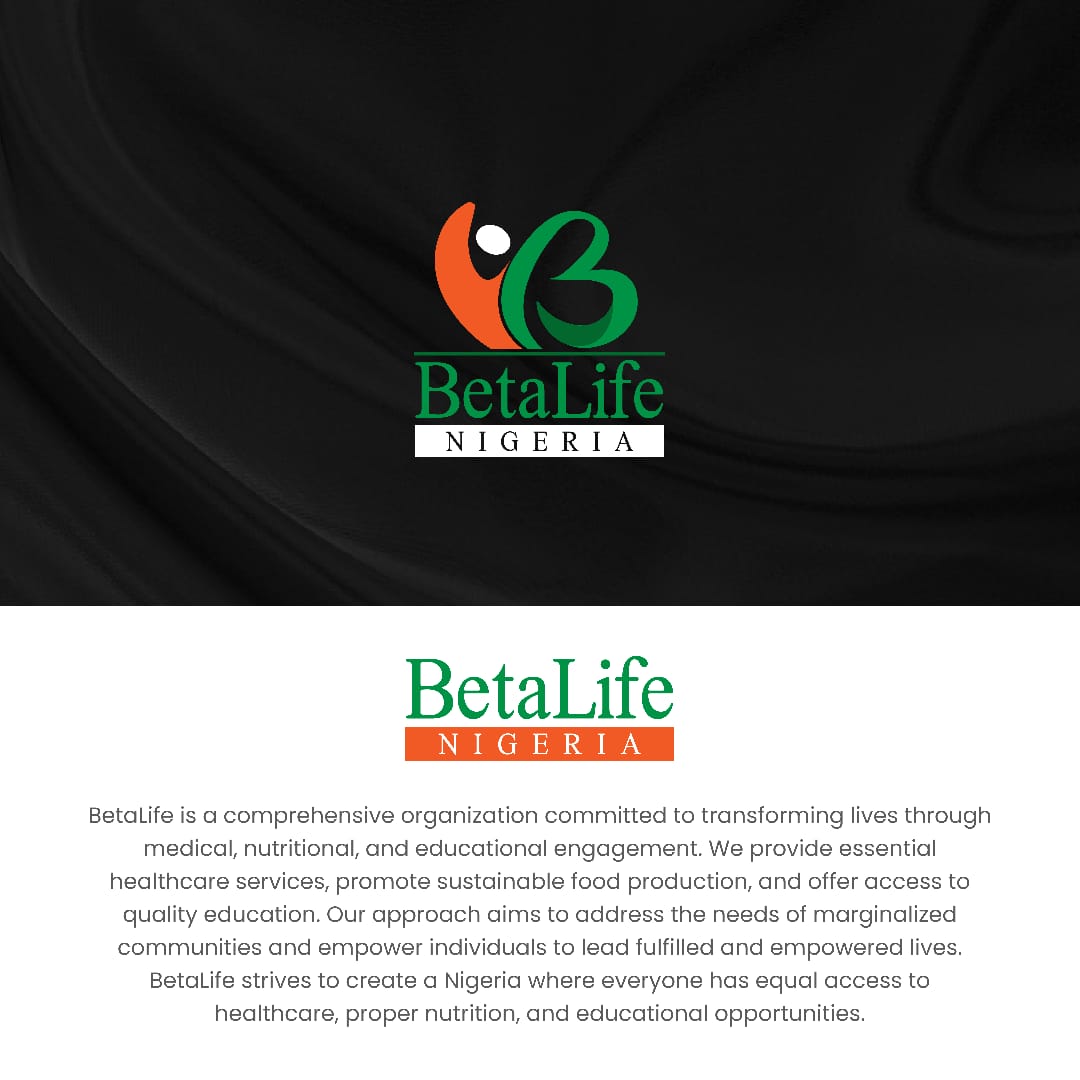 BetaLife
NIGERIA
BetaLife
NIGERIA
BetaLife is a comprehensive organization committed to transforming lives through
medical, nutritional, and educational engagement. We provide essential
healthcare services, promote sustainable food production, and offer access to
quality education. Our approach aims to address the needs of marginalized
communities and empower individuals to lead fulfilled and empowered lives.
BetaLife strives to create a Nigeria where everyone has equal access to
healthcare, proper nutrition, and educational opportunities.